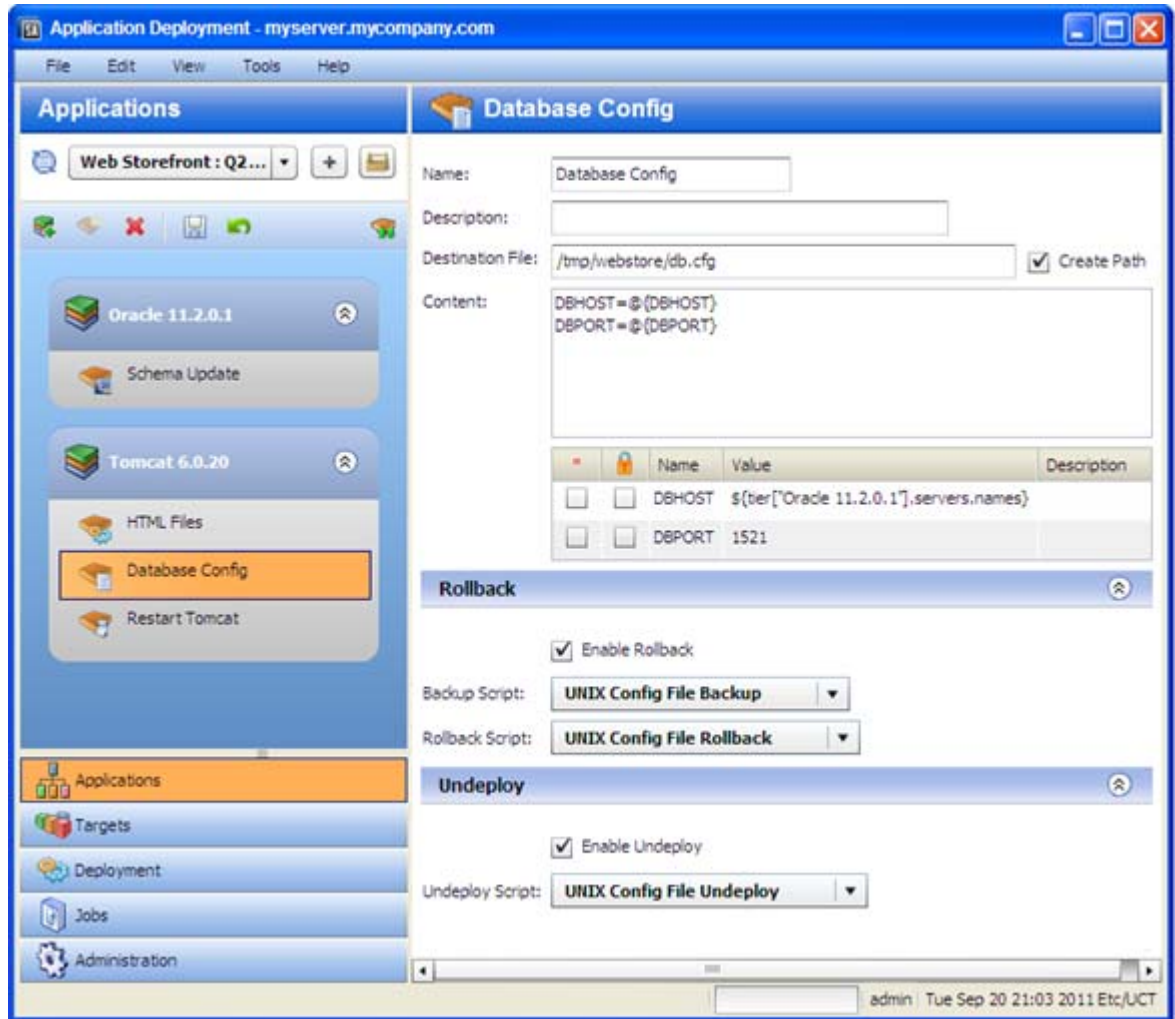 Application Deployment - myserver.mycompany.com
File Edit View Tools Help
Applications
Web Storefront : Q2...
Oracle 11.2.0.1
Schema Update
Tomcat 6.0.20
HTML Files
Database Config
Restart Tomcat
Applications
Targets
Deployment
Jobs
Administration
Database Config
Name: Database Config
Description:
Destination File: /tmp/webstore/db.cfg Create Path
Content: DBHOST=@{DBHOST}
DBPORT=@{DBPORT}
* Name Value Description
DBHOST ${tier["Oracle 11.2.0.1"].servers.names}
DBPORT 1521
Rollback
Enable Rollback
Backup Script: UNIX Config File Backup
Rollback Script: UNIX Config File Rollback
Undeploy
Enable Undeploy
Undeploy Script: UNIX Config File Undeploy
admin Tue Sep 20 21:03 2011 Etc/UCT